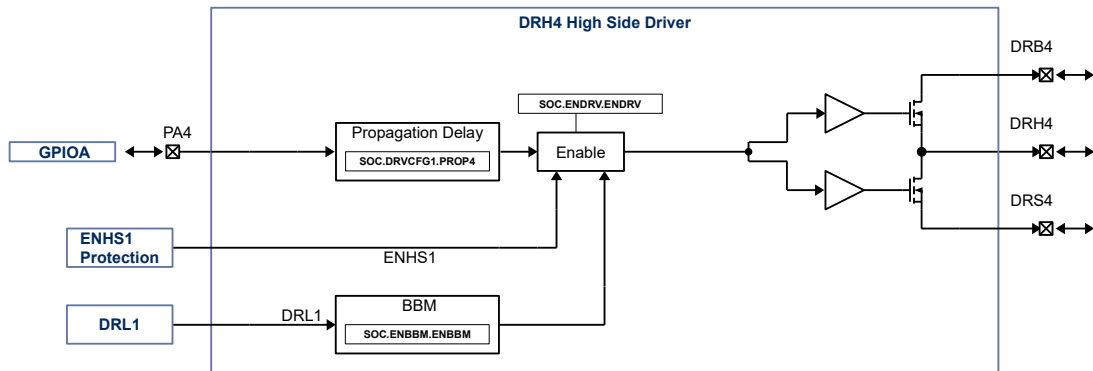 DRH4 High Side Driver
DRB4
SOC.ENDRV.ENDRV
PA4
Propagation Delay
GPIOA
SOC.DRVCFG1.PROP4
Enable
DRH4
DRS4
ENHS1
Protection
ENHS1
BBM
DRL1
DRL1
SOC.ENBBM.ENBBM